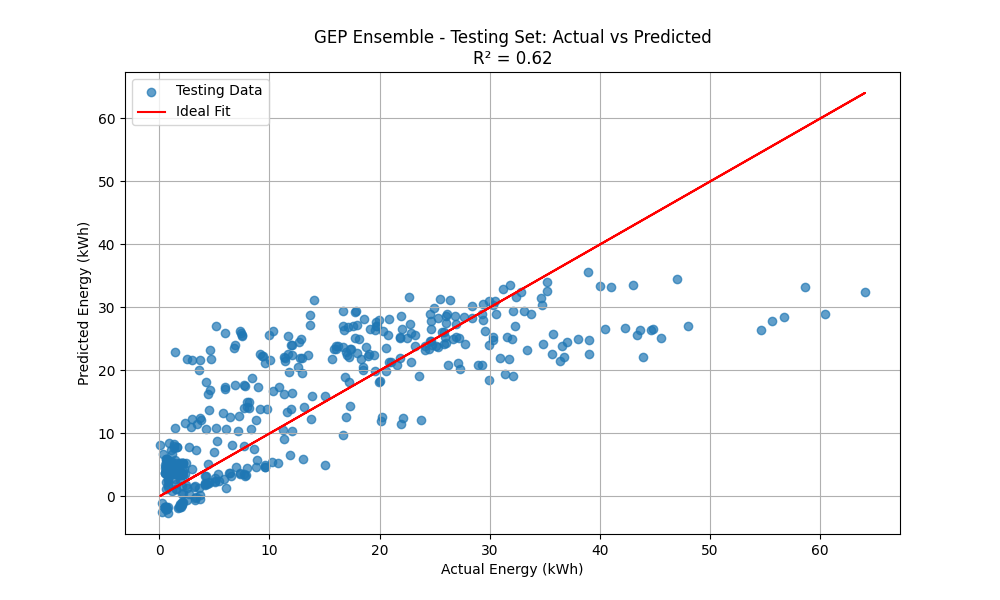 GEP Ensemble - Testing Set: Actual vs Predicted
R² = 0.62
Testing Data
Ideal Fit
Predicted Energy (kWh)
60
50
40
30
20
10
0
0 10 20 30 40 50 60
Actual Energy (kWh)